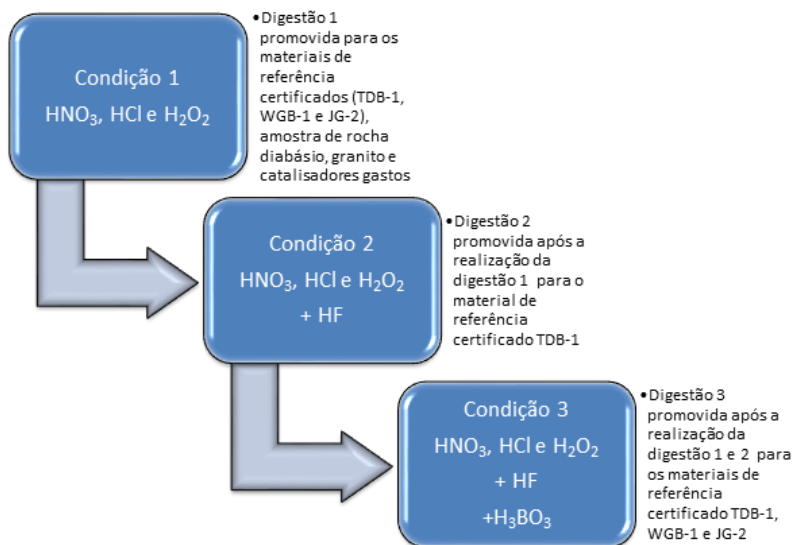 Condição 1
HNO₃, HCl e H₂O₂
•Digestão 1
promovida para os
materiais de
referência
certificados (TDB-1,
WGB-1 e JG-2),
amostra de rocha
diabásio, granito e
catalisadores gastos
Condição 2
HNO₃, HCl e H₂O₂
+ HF
•Digestão 2
promovida após a
realização da
digestão 1 para o
material de
referência
certificado TDB-1
Condição 3
HNO₃, HCl e H₂O₂
+ HF
+H₃BO₃
•Digestão 3
promovida após a
realização da
digestão 1 e 2 para
os materiais de
referência
certificado TDB-1,
WGB-1 e JG-2